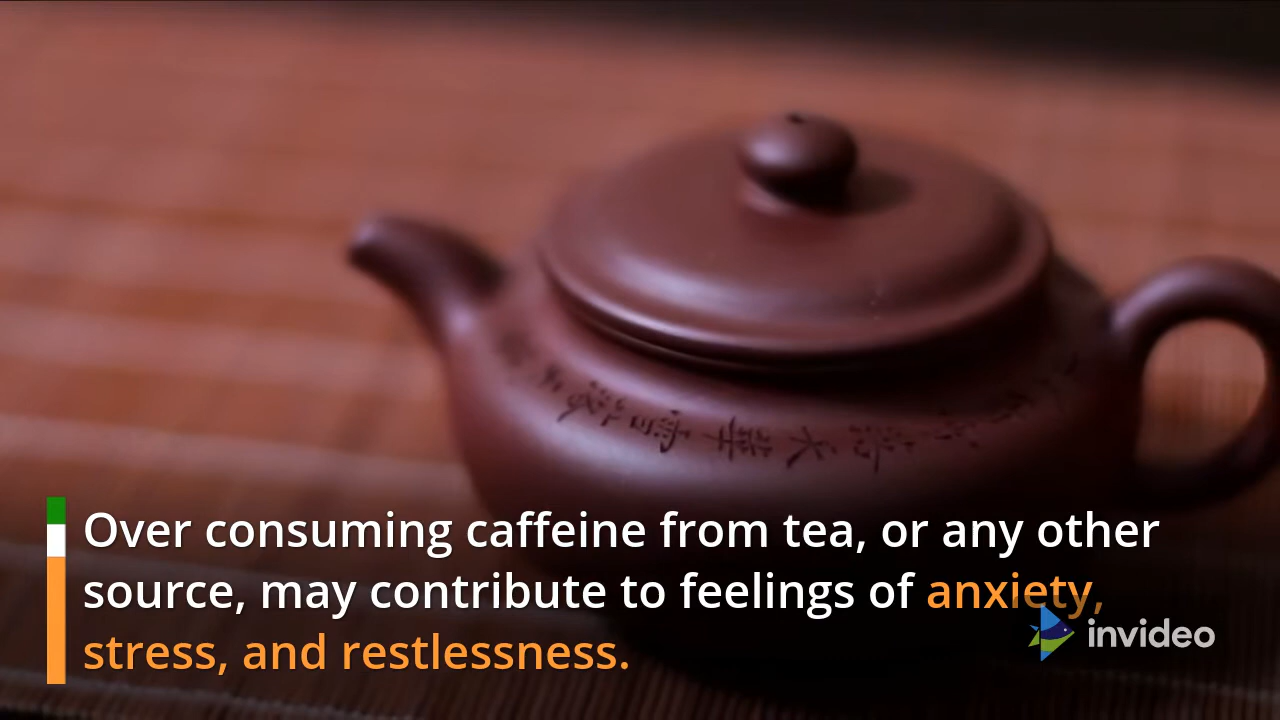 Over consuming caffeine from tea, or any other
source, may contribute to feelings of anxiety,
stress, and restlessness.
invideo